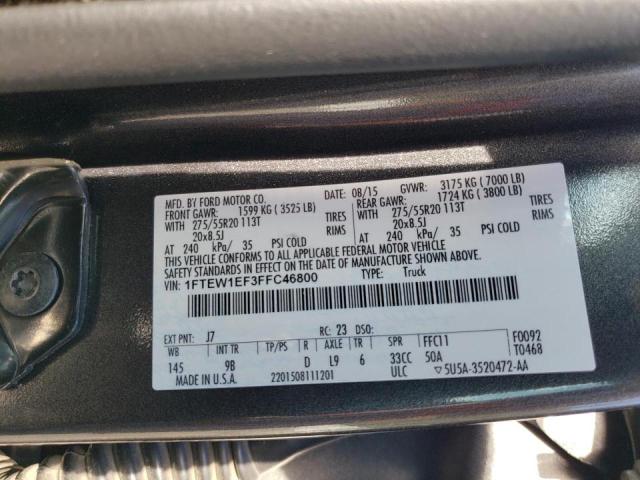 MFD. BY FORD MOTOR CO.
08/15 GVWR: 3175 KG ( 7000 LB)
FRONT GAWR: 1599 KG ( 3525 LB)
REAR GAWR: 1724 KG ( 3800 LB)
WITH 275/55R20 113T TIRES
275/55R20 113T TIRES
20x8.5J RIMS
20x8.5J RIMS
AT 240 kPa/ 35 PSI COLD
AT 240 kPa/ 35 PSI COLD
THIS VEHICLE CONFORMS TO ALL APPLICABLE FEDERAL MOTOR VEHICLE
SAFETY STANDARDS IN EFFECT ON THE DATE OF MANUFACTURE SHOWN ABOVE.
VIN: 1FTEW1EF3FFC46800 TYPE: Truck
EXT PNT: J7 RC: 23 DSO:
WB INT TR TP/PS R AXLE TR SPR FFC11 F0092
145 9B D L9 6 33CC 50A T0468
MADE IN U.S.A. 2201508111201 ULC ▽5U5A-3520472-AA